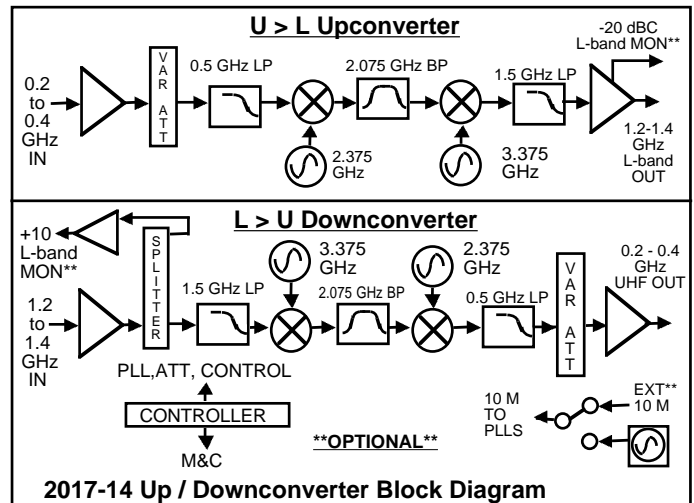 U > L Upconverter
-20 dBC
L-band MON**
0.2
to
0.4
GHz
IN
VAR ATT
0.5 GHz LP
2.075 GHz BP
1.5 GHz LP
2.375
GHz
3.375
GHz
1.2-1.4
GHz
L-band
OUT
L > U Downconverter
+10
L-band
MON**
SPLITTER
1.2
to
1.4
GHz
IN
3.375
GHz
2.375
GHz
1.5 GHz LP
2.075 GHz BP
0.5 GHz LP
VAR ATT
0.2 - 0.4
GHz
UHF OUT
PLL,ATT, CONTROL
CONTROLLER
M&C
**OPTIONAL**
10 M
TO
PLLS
EXT**
10 M
2017-14 Up / Downconverter Block Diagram